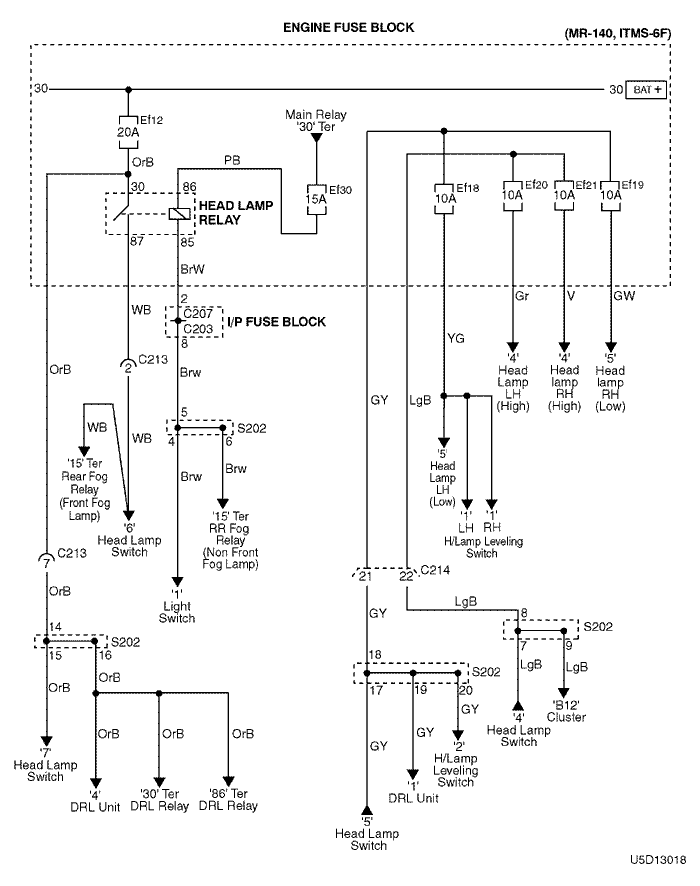 ENGINE FUSE BLOCK
(MR-140, ITMS-6F)
30
30
BAT +
Ef12
20A
OrB
Main Relay
'30' Ter
PB
Ef30
15A
Ef18
10A
Ef20
10A
Ef21
10A
Ef19
10A
30
86
HEAD LAMP
RELAY
87
85
BrW
WB
2
C207
C203
8
I/P FUSE BLOCK
Gr
V
GW
YG
'4'
Head
Lamp
LH
(High)
'4'
Head
lamp
RH
(High)
'5'
Head
lamp
RH
(Low)
OrB
2
C213
Brw
GY
LgB
WB
WB
5
4
6
S202
Brw
Brw
'15' Ter
Rear Fog
Relay
(Front Fog
Lamp)
'6'
Head Lamp
Switch
'15' Ter
RR Fog
Relay
(Non Front
Fog Lamp)
'5'
Head
Lamp
LH
(Low)
'1'
LH
'1'
RH
H/Lamp Leveling
Switch
7
C213
'1'
Light
Switch
21
22
C214
OrB
GY
LgB
14
15
16
S202
8
7
9
S202
18
17
19
20
S202
LgB
LgB
OrB
OrB
OrB
OrB
OrB
GY
GY
GY
'4'
Head Lamp
Switch
'B12'
Cluster
'7'
Head Lamp
Switch
'4'
DRL Unit
'30' Ter
DRL Relay
'86' Ter
DRL Relay
'2'
H/Lamp
Leveling
Switch
'1'
DRL Unit
'5'
Head Lamp
Switch
U5D13018